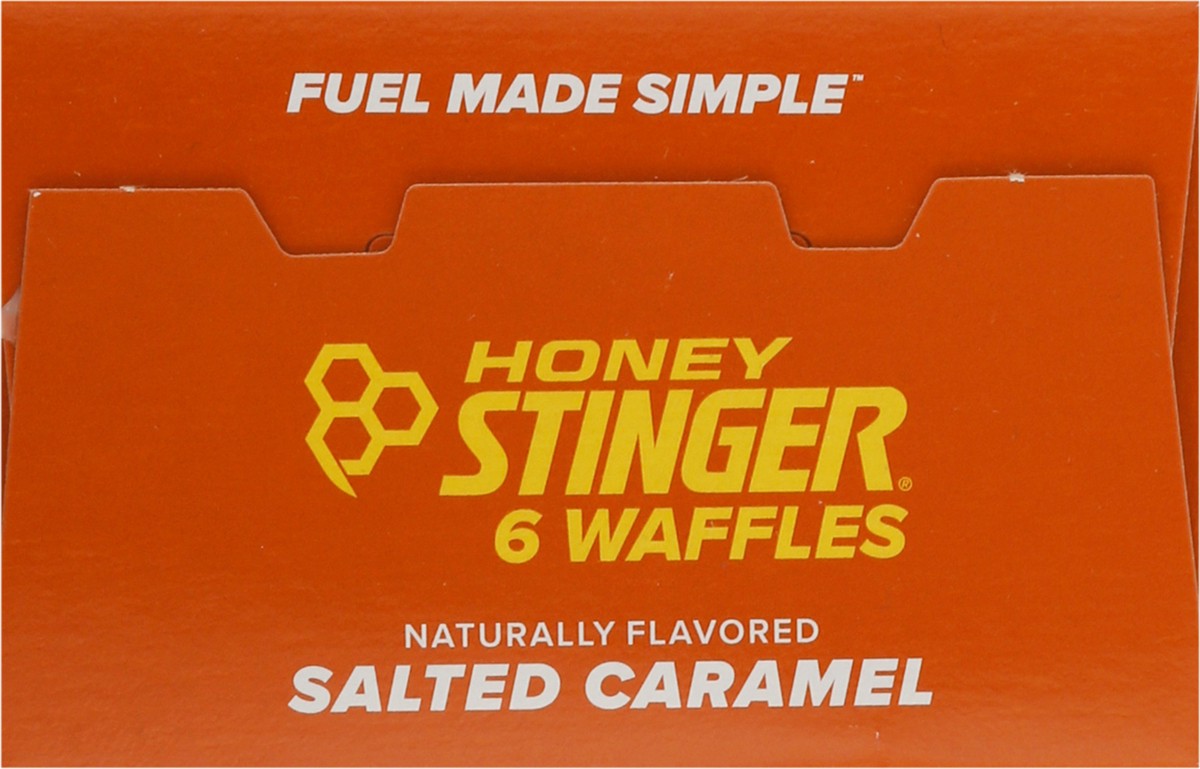 FUEL MADE SIMPLE™
HONEY
STINGER®
6 WAFFLES
NATURALLY FLAVORED
SALTED CARAMEL